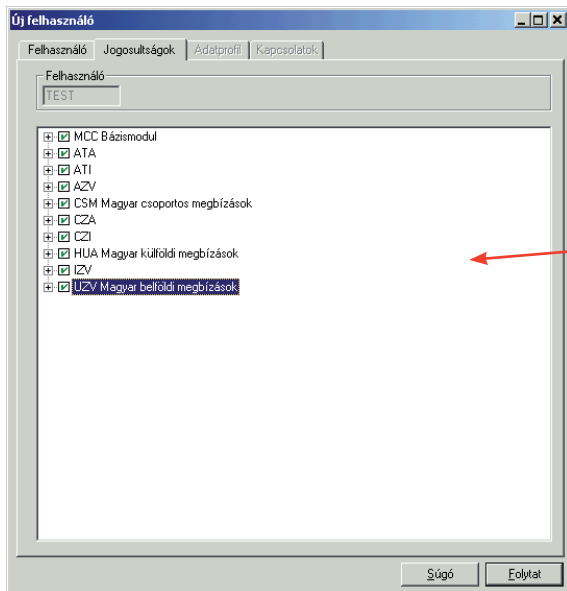 Új felhasználó
Felhasználó Jogosultságok Adatprofil Kapcsolatok
Felhasználó
TEST
MCC Bázismodul
ATA
ATI
AZV
CSM Magyar csoportos megbízások
CZA
CZI
HUA Magyar külföldi megbízások
IZV
UZV Magyar belföldi megbízások
Súgó Folytat